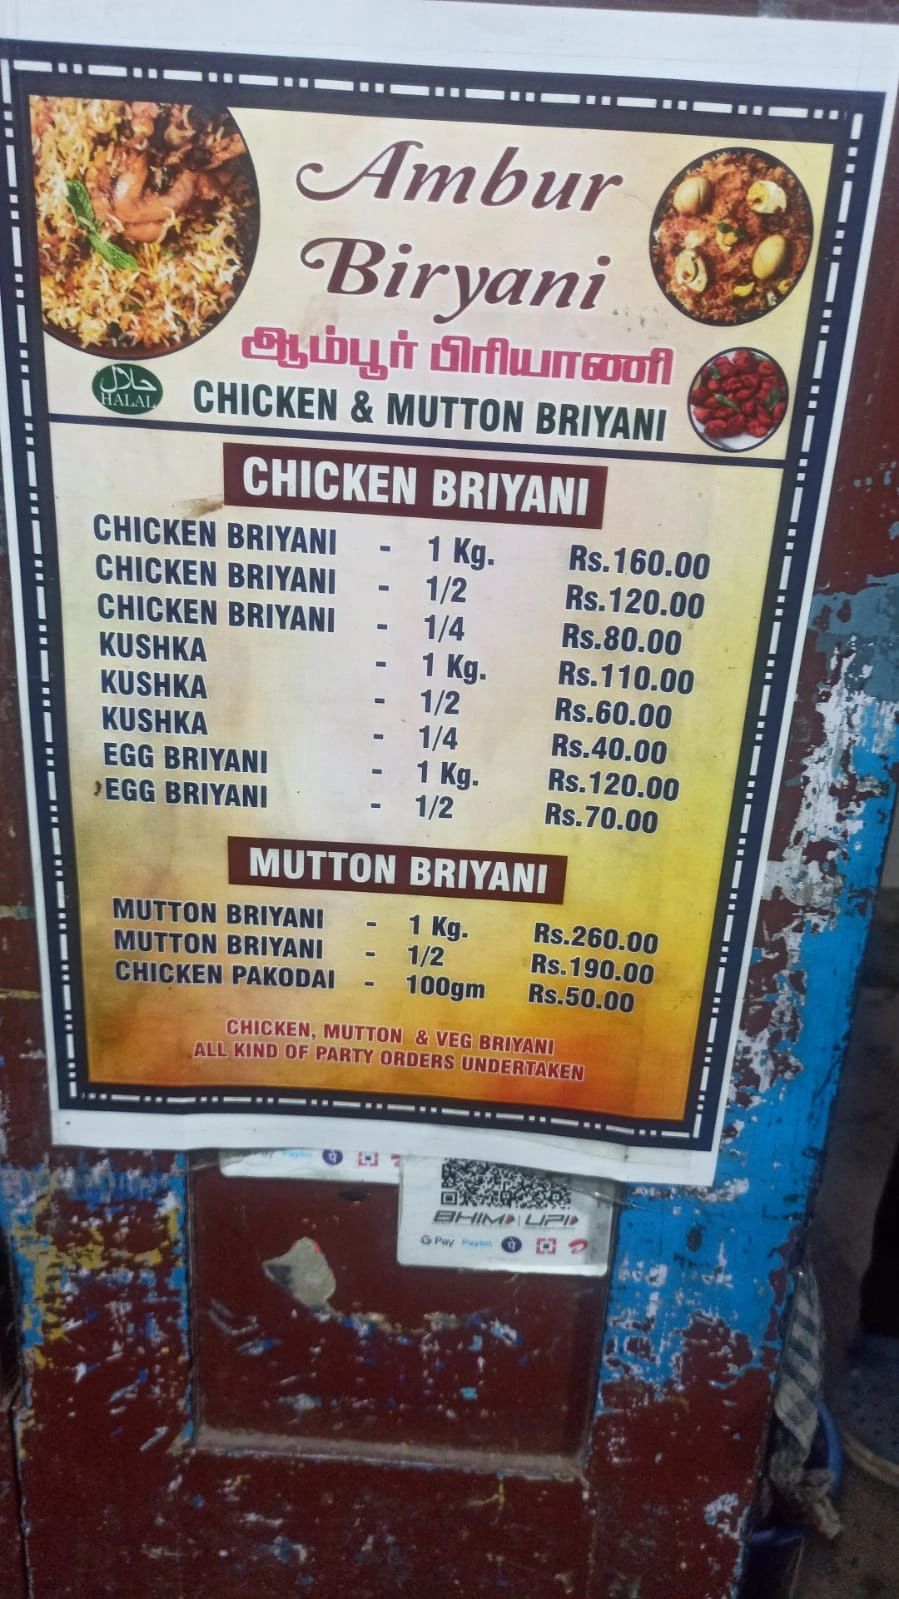 Ambur
Biryani
ஆம்பூர் பிரியாணி
حلال
HALAL
CHICKEN & MUTTON BRIYANI
CHICKEN BRIYANI
CHICKEN BRIYANI - 1 Kg. Rs.160.00
CHICKEN BRIYANI - 1/2 Rs.120.00
CHICKEN BRIYANI - 1/4 Rs.80.00
KUSHKA - 1 Kg. Rs.110.00
KUSHKA - 1/2 Rs.60.00
KUSHKA - 1/4 Rs.40.00
EGG BRIYANI - 1 Kg. Rs.120.00
EGG BRIYANI - 1/2 Rs.70.00
MUTTON BRIYANI
MUTTON BRIYANI - 1 Kg. Rs.260.00
MUTTON BRIYANI - 1/2 Rs.190.00
CHICKEN PAKODAI - 100gm Rs.50.00
CHICKEN, MUTTON & VEG BRIYANI
ALL KIND OF PARTY ORDERS UNDERTAKEN
Pay Paytm
BHIM UPI
G Pay Paytm